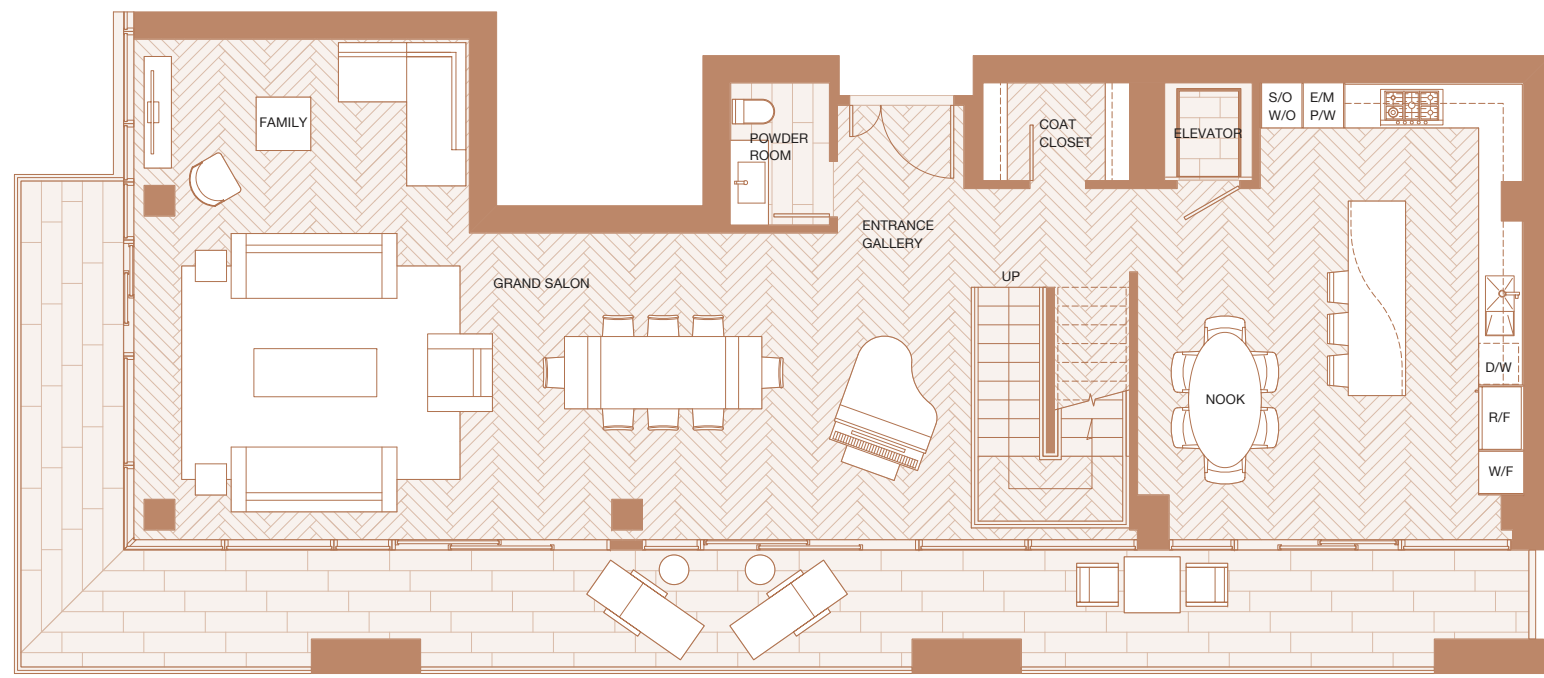 FAMILY
POWDER
ROOM
COAT
CLOSET
ELEVATOR
S/O
W/O
E/M
P/W
ENTRANCE
GALLERY
GRAND SALON
UP
NOOK
D/W
R/F
W/F